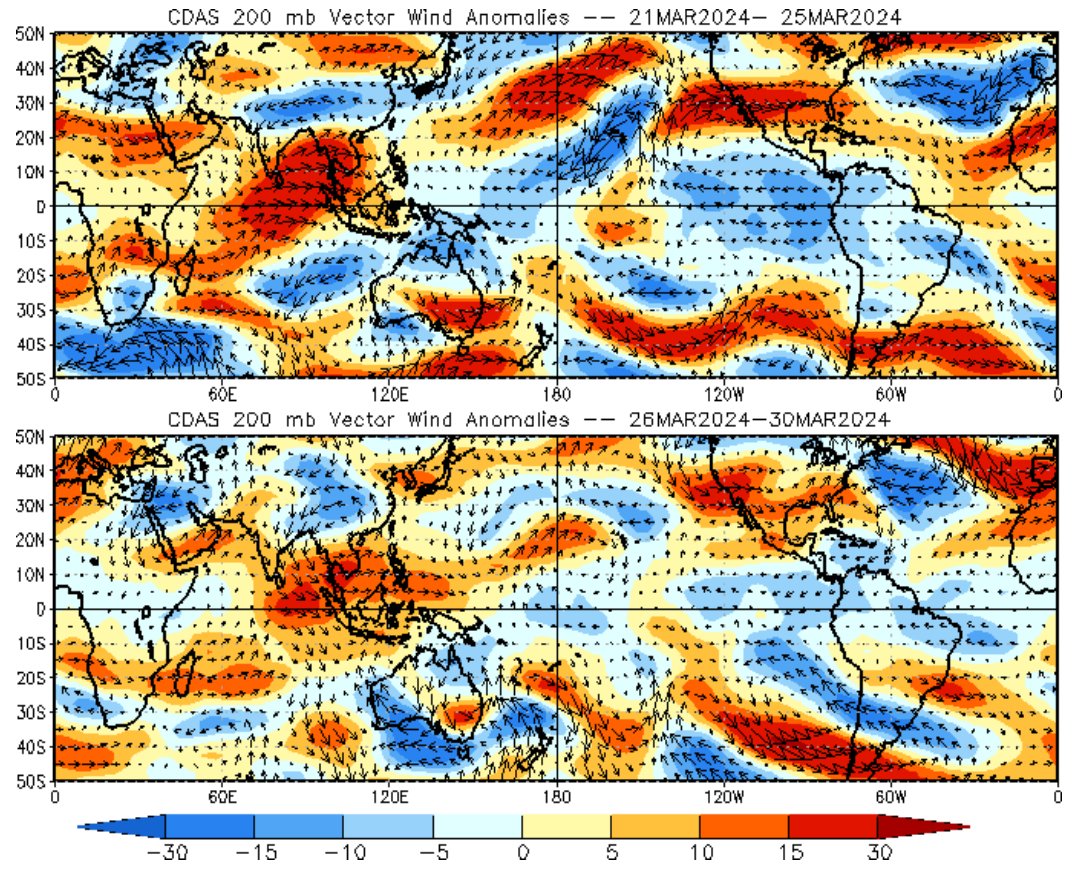 CDAS 200 mb Vector Wind Anomalies -- 21MAR2024- 25MAR2024
50N
40N
30N
20N
10N
0
10S
20S
30S
40S
50S
0 60E 120E 180 120W 60W 0
CDAS 200 mb Vector Wind Anomalies -- 26MAR2024-30MAR2024
50N
40N
30N
20N
10N
0
10S
20S
30S
40S
50S
0 60E 120E 180 120W 60W 0
-30 -15 -10 -5 0 5 10 15 30